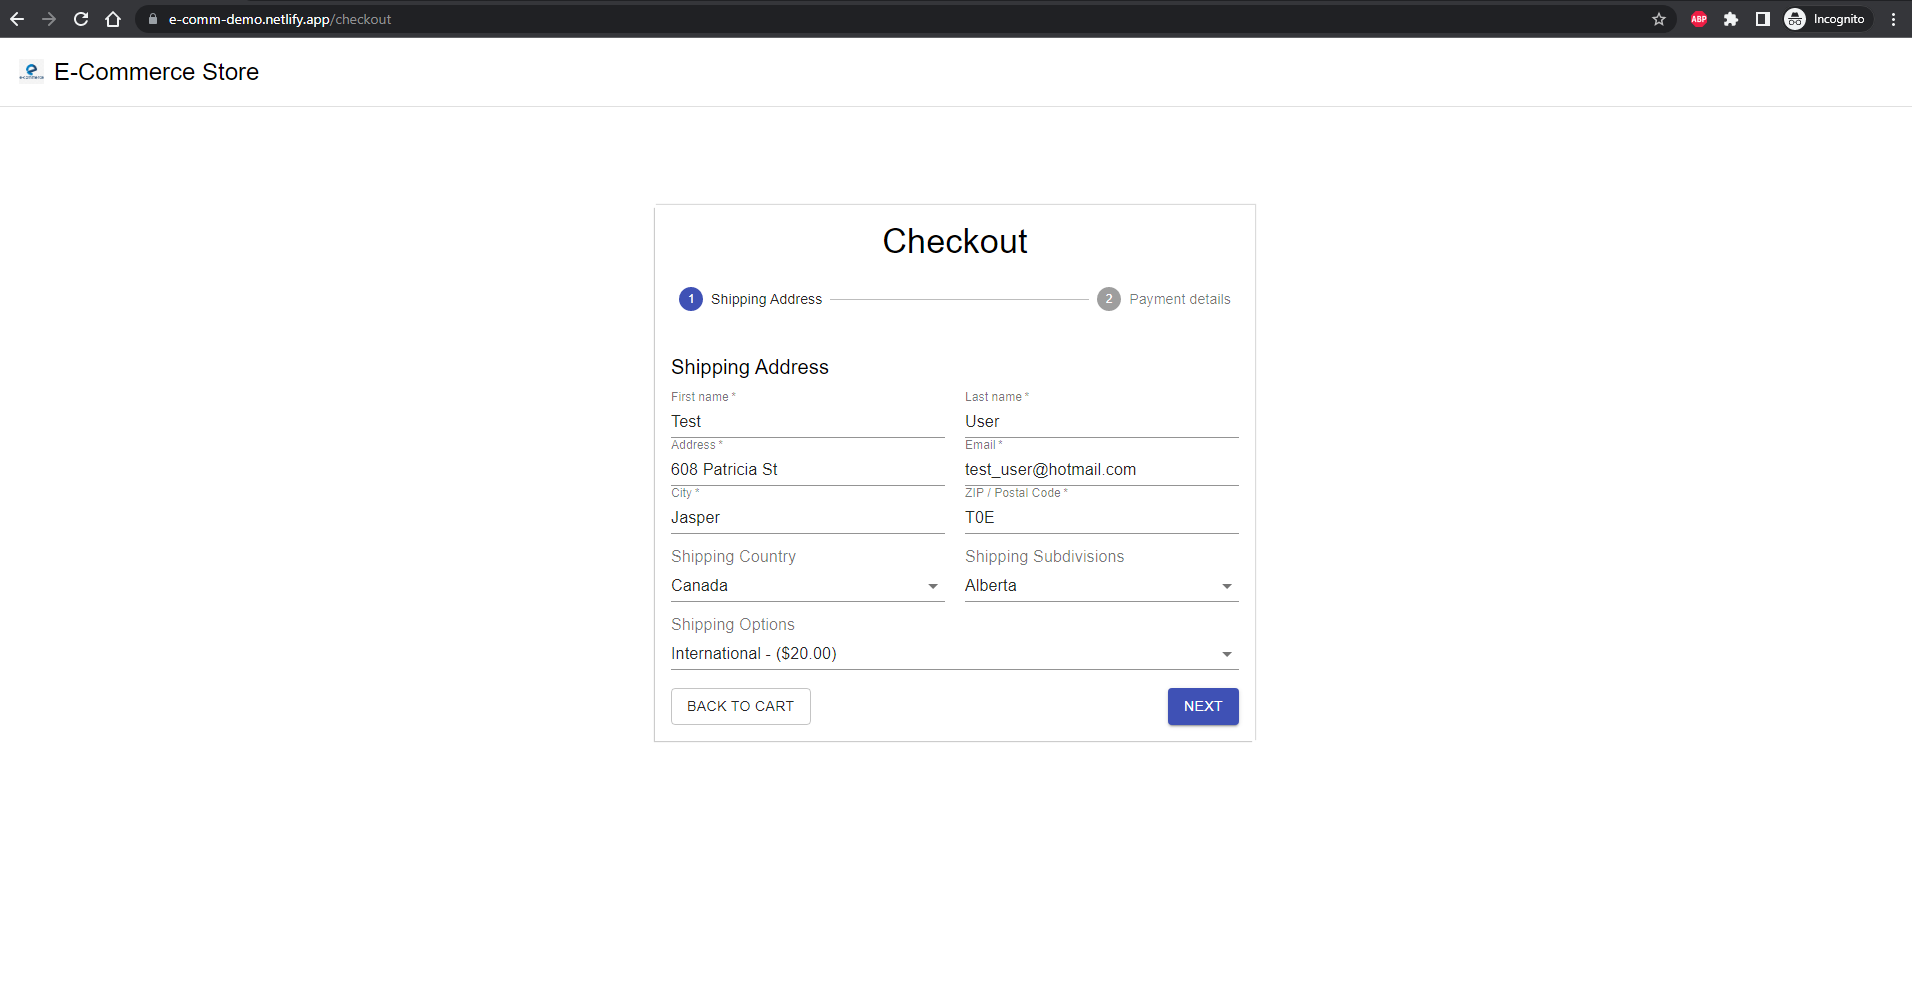 e-comm-demo.netlify.app/checkout
ABP
Incognito
e-commerce
E-Commerce Store
Checkout
1 Shipping Address 2 Payment details
Shipping Address
First name * Last name *
Test User
Address * Email *
608 Patricia St test_user@hotmail.com
City * ZIP / Postal Code *
Jasper T0E
Shipping Country Shipping Subdivisions
Canada Alberta
Shipping Options
International - ($20.00)
BACK TO CART NEXT